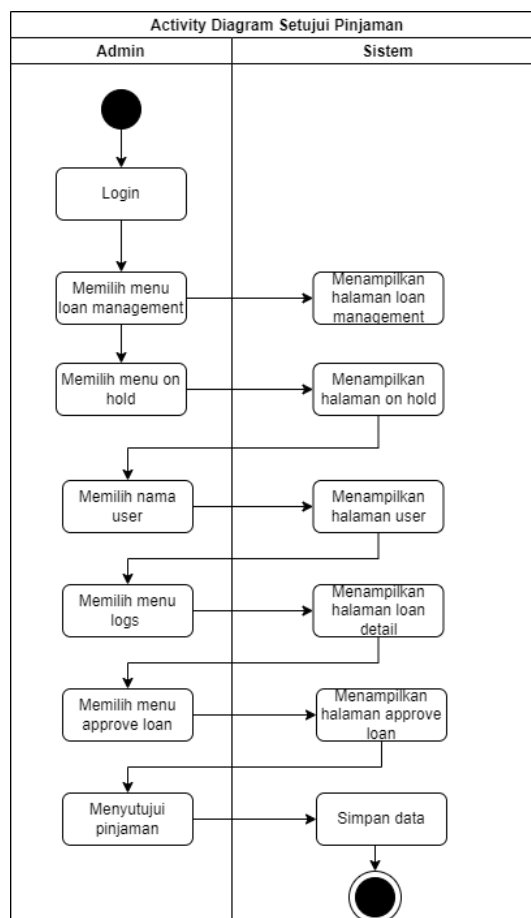 Activity Diagram Setujui Pinjaman
Admin
Sistem
Login
Memilih menu
loan management
Menampilkan
halaman loan
management
Memilih menu on
hold
Menampilkan
halaman on hold
Memilih nama
user
Menampilkan
halaman user
Memilih menu
logs
Menampilkan
halaman loan
detail
Memilih menu
approve loan
Menampilkan
halaman approve
loan
Menyutujui
pinjaman
Simpan data